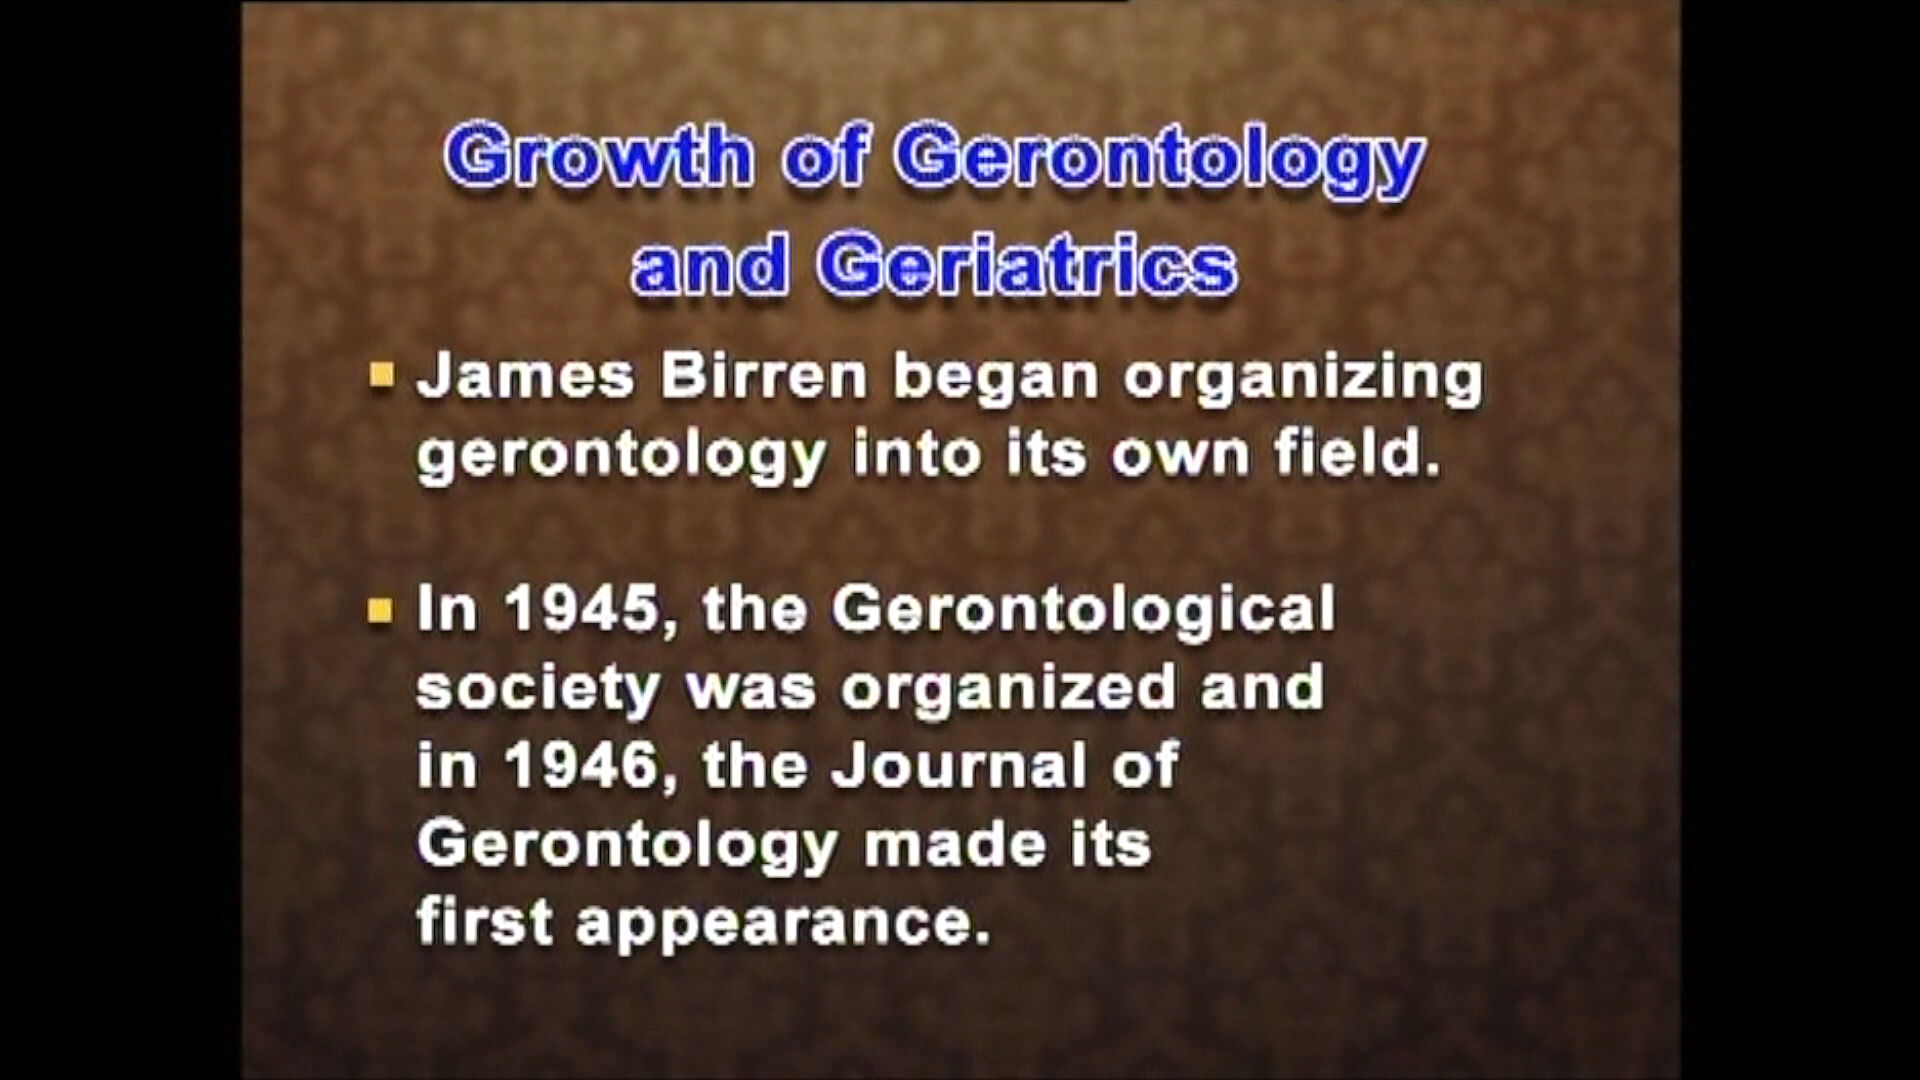 Growth of Gerontology
and Geriatrics
James Birren began organizing
gerontology into its own field.
In 1945, the Gerontological
society was organized and
in 1946, the Journal of
Gerontology made its
first appearance.